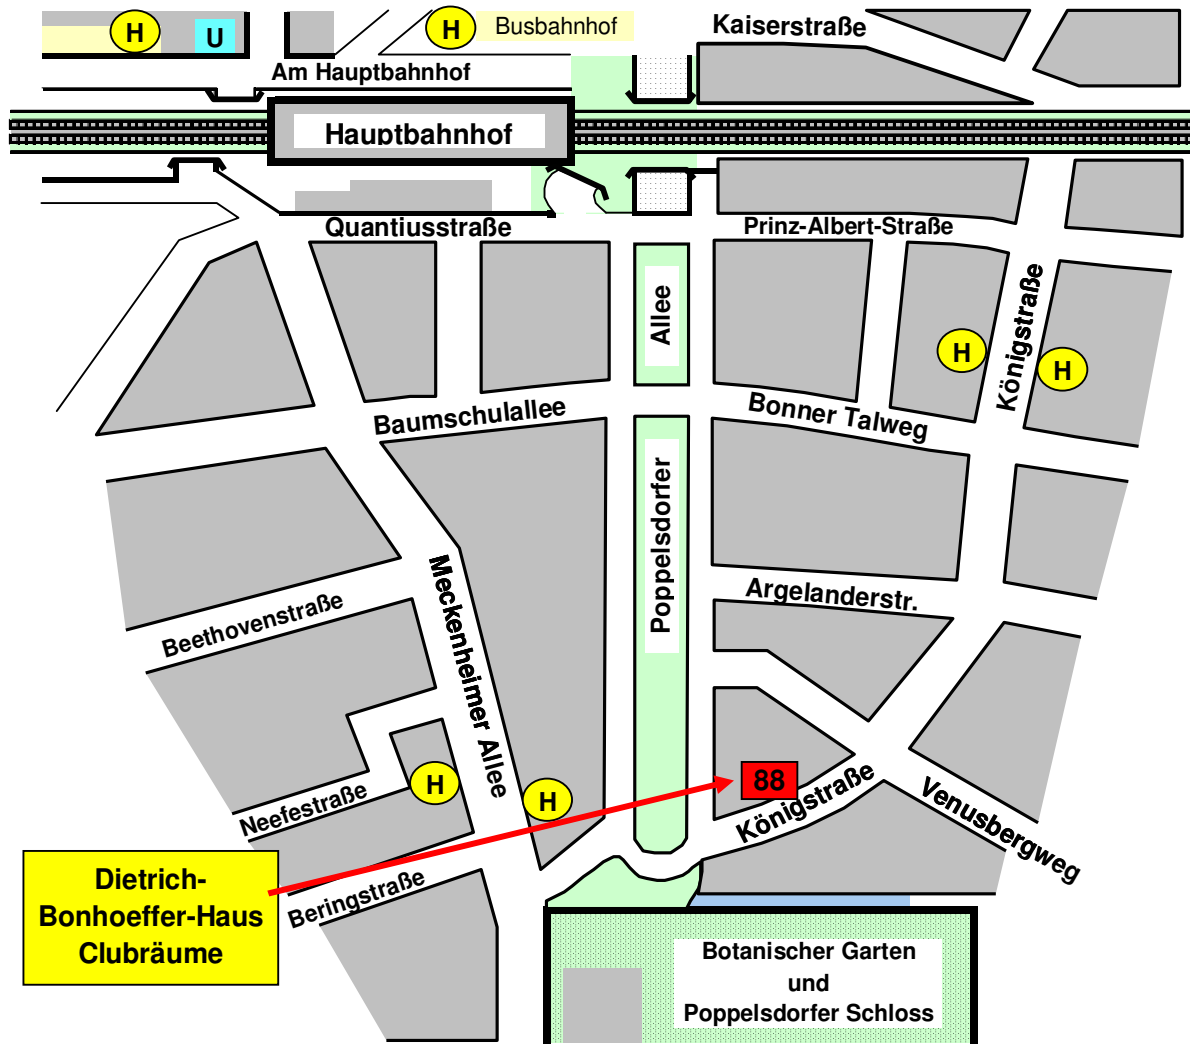 H
U
H
Busbahnhof
Kaiserstraße
Am Hauptbahnhof
Hauptbahnhof
Quantiusstraße
Prinz-Albert-Straße
Allee
Königstraße
H
H
Baumschulallee
Bonner Talweg
Poppelsdorfer
Meckenheimer Allee
Argelanderstr.
Beethovenstraße
H
H
88
Neefestraße
Königstraße
Venusbergweg
Beringstraße
Dietrich-
Bonhoeffer-Haus
Clubräume
Botanischer Garten
und
Poppelsdorfer Schloss